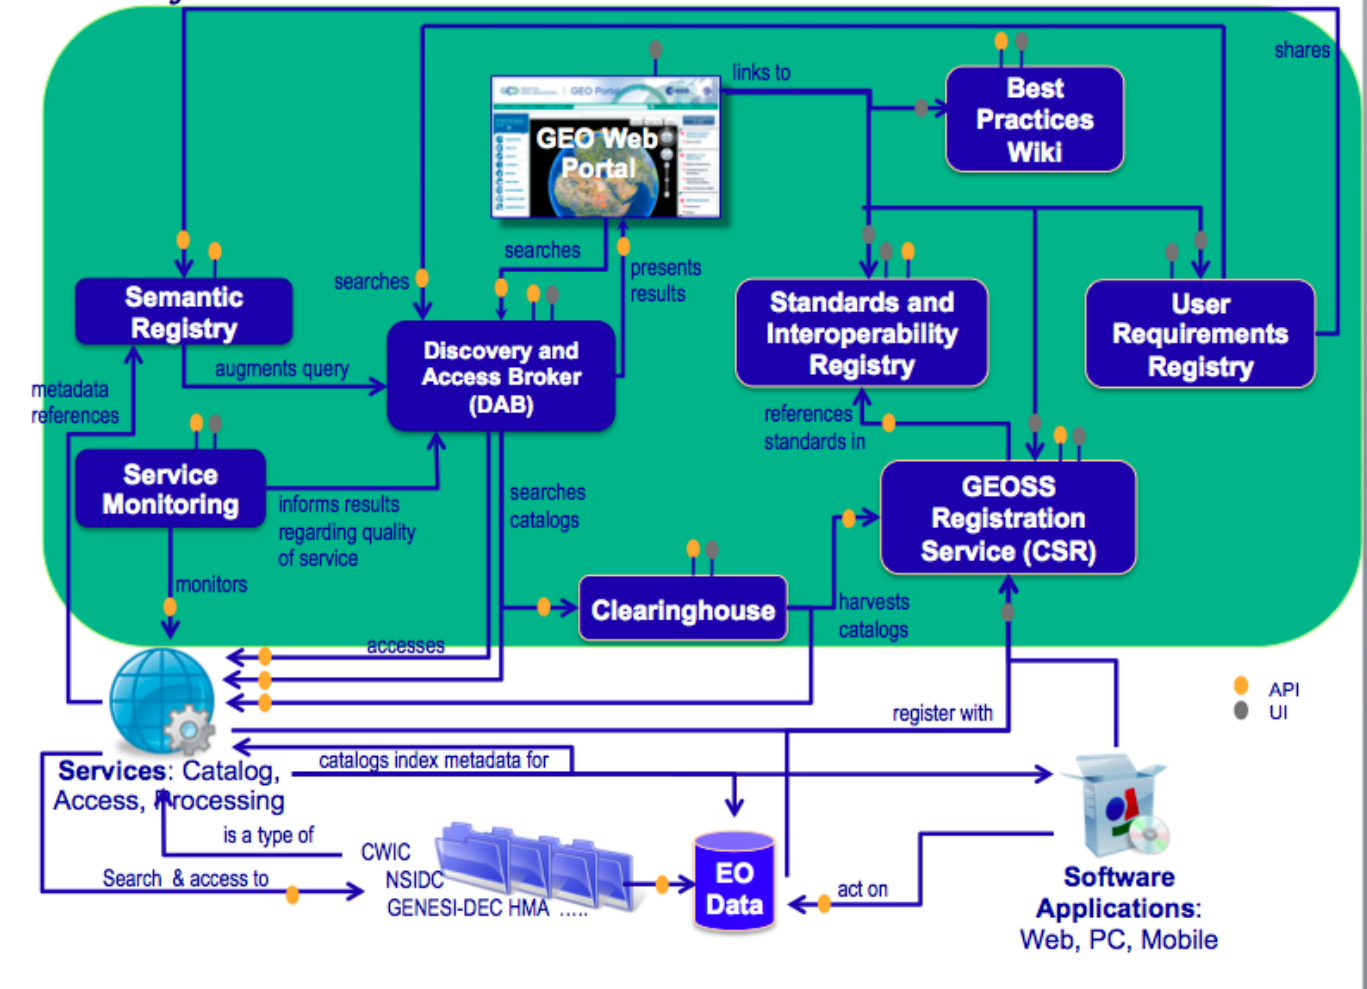 shares
links to
Best
Practices
Wiki
GEO Portal
GEO Web
Portal
searches
searches
presents
results
Semantic
Registry
Standards and
Interoperability
Registry
User
Requirements
Registry
Discovery and
Access Broker
(DAB)
augments query
metadata
references
references
standards in
Service
Monitoring
informs results
regarding quality
of service
searches
catalogs
GEOSS
Registration
Service (CSR)
monitors
Clearinghouse
harvests
catalogs
accesses
API
UI
register with
catalogs index metadata for
Services: Catalog,
Access, Processing
is a type of
CWIC
NSIDC
GENESI-DEC HMA .....
Search & access to
EO
Data
act on
Software
Applications:
Web, PC, Mobile